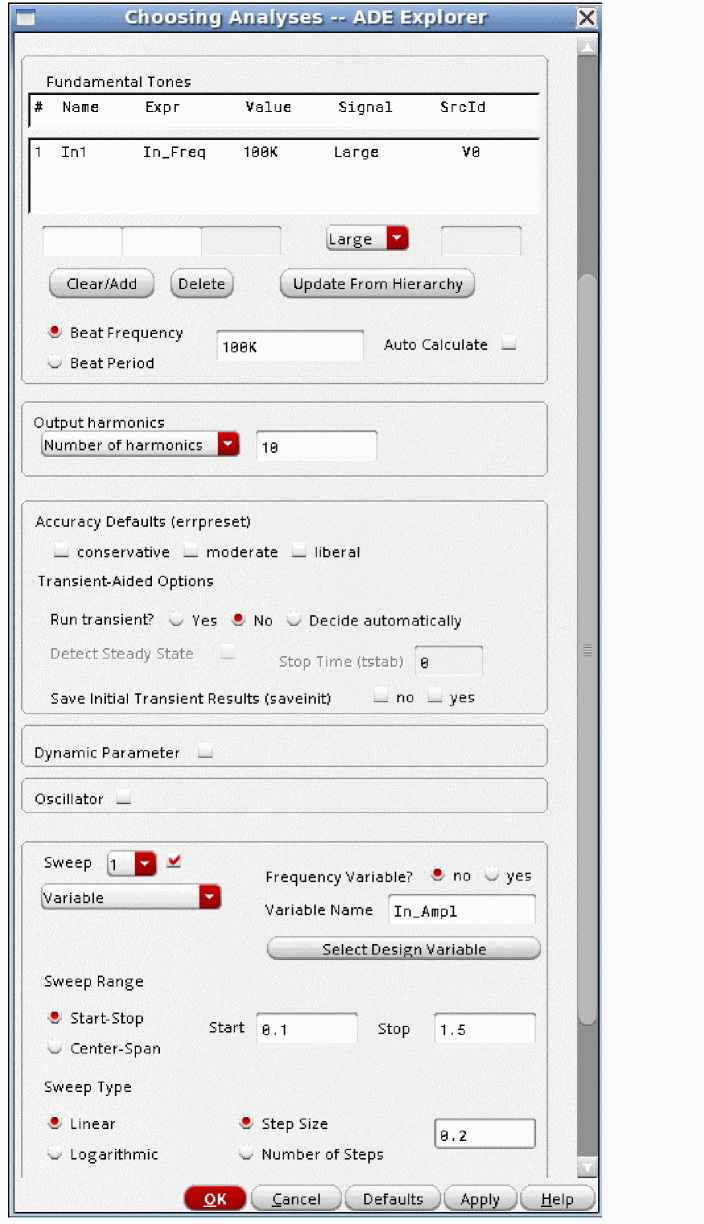 Choosing Analyses -- ADE Explorer
Fundamental Tones
# Name Expr Value Signal SrcId
1 In1 In_Freq 100K Large V0
Large
Clear/Add Delete Update From Hierarchy
Beat Frequency
100K
Auto Calculate
Beat Period
Output harmonics
Number of harmonics 10
Accuracy Defaults (errpreset)
conservative moderate liberal
Transient-Aided Options
Run transient? Yes No Decide automatically
Detect Steady State Stop Time (tstab) 0
Save Initial Transient Results (saveinit) no yes
Dynamic Parameter
Oscillator
Sweep 1
Frequency Variable? no yes
Variable
Variable Name In_Ampl
Select Design Variable
Sweep Range
Start-Stop Start 0.1 Stop 1.5
Center-Span
Sweep Type
Linear Step Size 0.2
Logarithmic Number of Steps
OK Cancel Defaults Apply Help